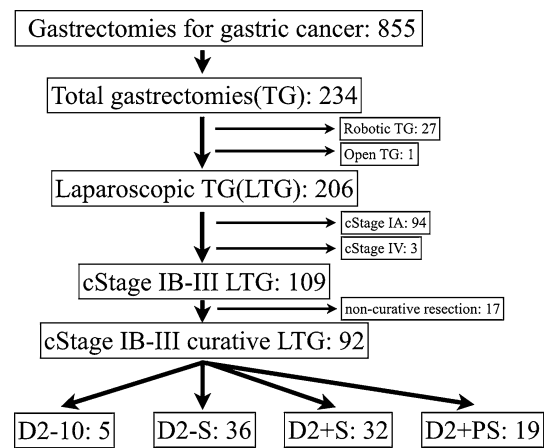 Gastrectomies for gastric cancer: 855
Total gastrectomies(TG): 234
Robotic TG: 27
Open TG: 1
Laparoscopic TG(LTG): 206
cStage IA: 94
cStage IV: 3
cStage IB-III LTG: 109
non-curative resection: 17
cStage IB-III curative LTG: 92
D2-10: 5
D2-S: 36
D2+S: 32
D2+PS: 19